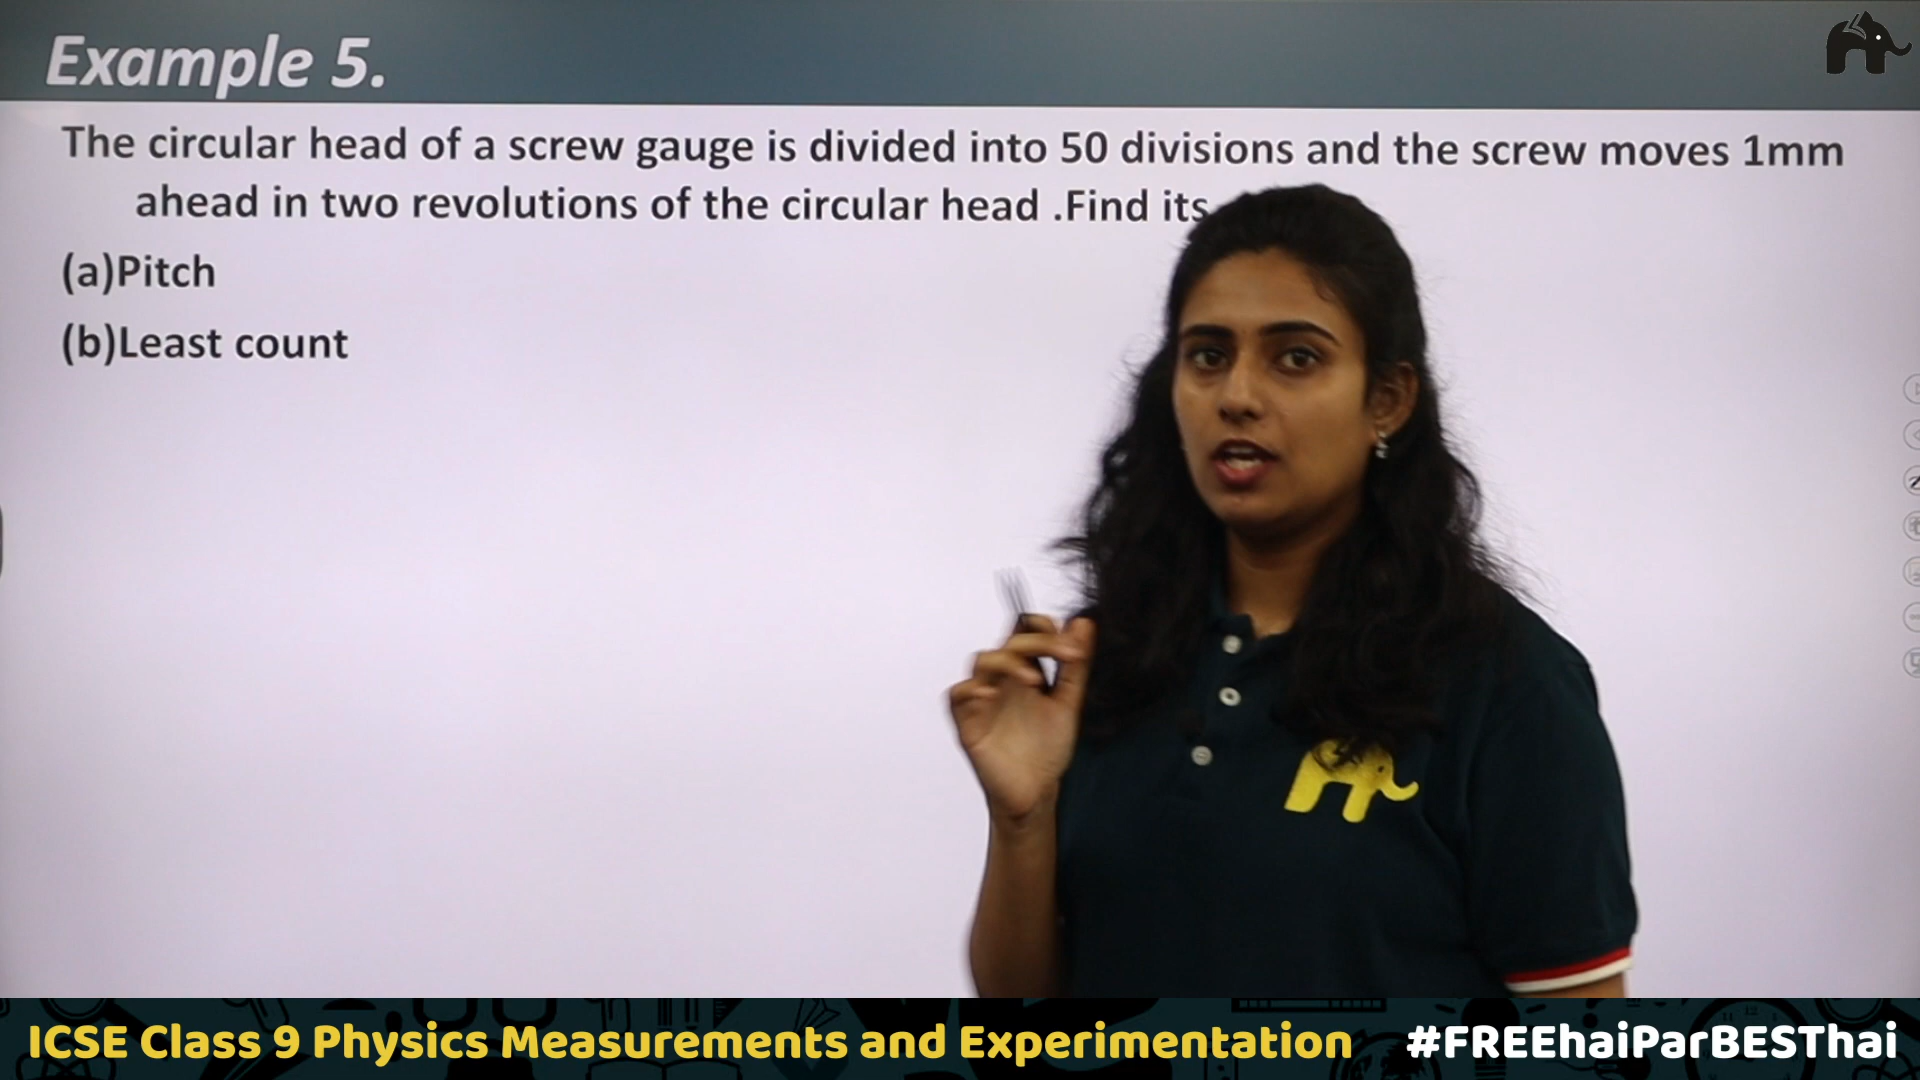 Example 5.
The circular head of a screw gauge is divided into 50 divisions and the screw moves 1mm
ahead in two revolutions of the circular head .Find its
(a)Pitch
(b)Least count
ICSE Class 9 Physics Measurements and Experimentation #FREEhaiParBESThai